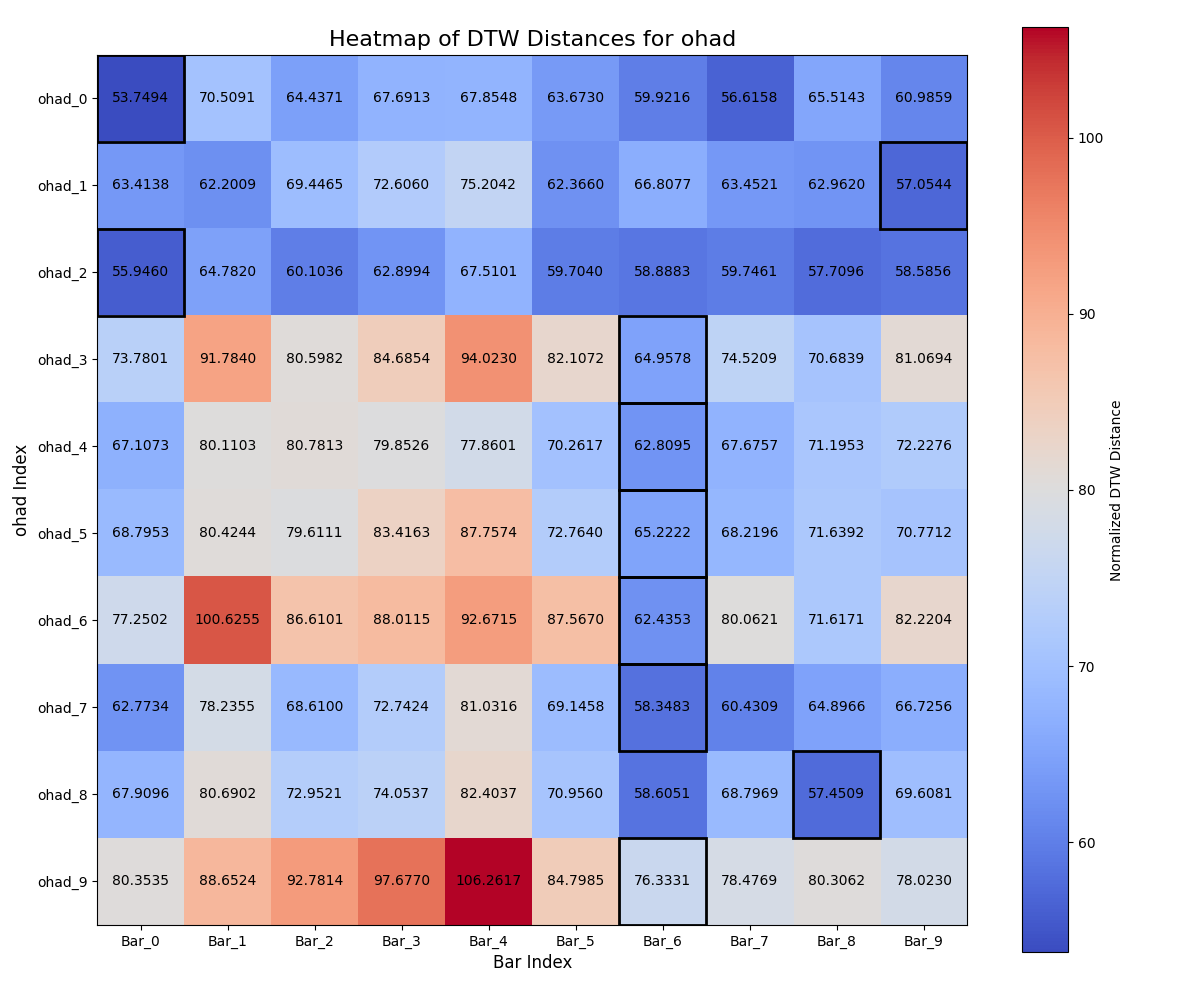 Heatmap of DTW Distances for ohad
ohad_0 53.7494 70.5091 64.4371 67.6913 67.8548 63.6730 59.9216 56.6158 65.5143 60.9859
ohad_1 63.4138 62.2009 69.4465 72.6060 75.2042 62.3660 66.8077 63.4521 62.9620 57.0544
ohad_2 55.9460 64.7820 60.1036 62.8994 67.5101 59.7040 58.8883 59.7461 57.7096 58.5856
ohad_3 73.7801 91.7840 80.5982 84.6854 94.0230 82.1072 64.9578 74.5209 70.6839 81.0694
ohad_4 67.1073 80.1103 80.7813 79.8526 77.8601 70.2617 62.8095 67.6757 71.1953 72.2276
ohad_5 68.7953 80.4244 79.6111 83.4163 87.7574 72.7640 65.2222 68.2196 71.6392 70.7712
ohad_6 77.2502 100.6255 86.6101 88.0115 92.6715 87.5670 62.4353 80.0621 71.6171 82.2204
ohad_7 62.7734 78.2355 68.6100 72.7424 81.0316 69.1458 58.3483 60.4309 64.8966 66.7256
ohad_8 67.9096 80.6902 72.9521 74.0537 82.4037 70.9560 58.6051 68.7969 57.4509 69.6081
ohad_9 80.3535 88.6524 92.7814 97.6770 106.2617 84.7985 76.3331 78.4769 80.3062 78.0230
Bar_0 Bar_1 Bar_2 Bar_3 Bar_4 Bar_5 Bar_6 Bar_7 Bar_8 Bar_9
Bar Index
ohad Index
100
90
80
70
60
Normalized DTW Distance